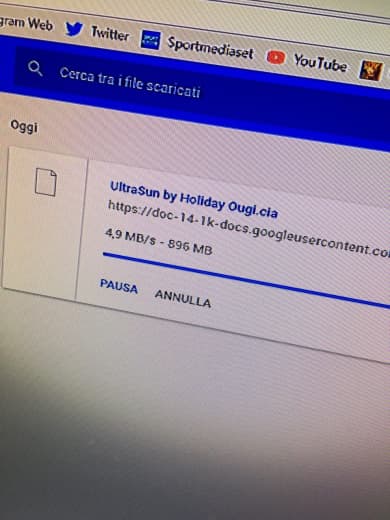 gram Web Twitter Sportmediaset YouTube
Cerca tra i file scaricati
Oggi
UltraSun by Holiday Ougi.cia
https://doc-14-1k-docs.googleusercontent.co
4,9 MB/s - 896 MB
PAUSA ANNULLA